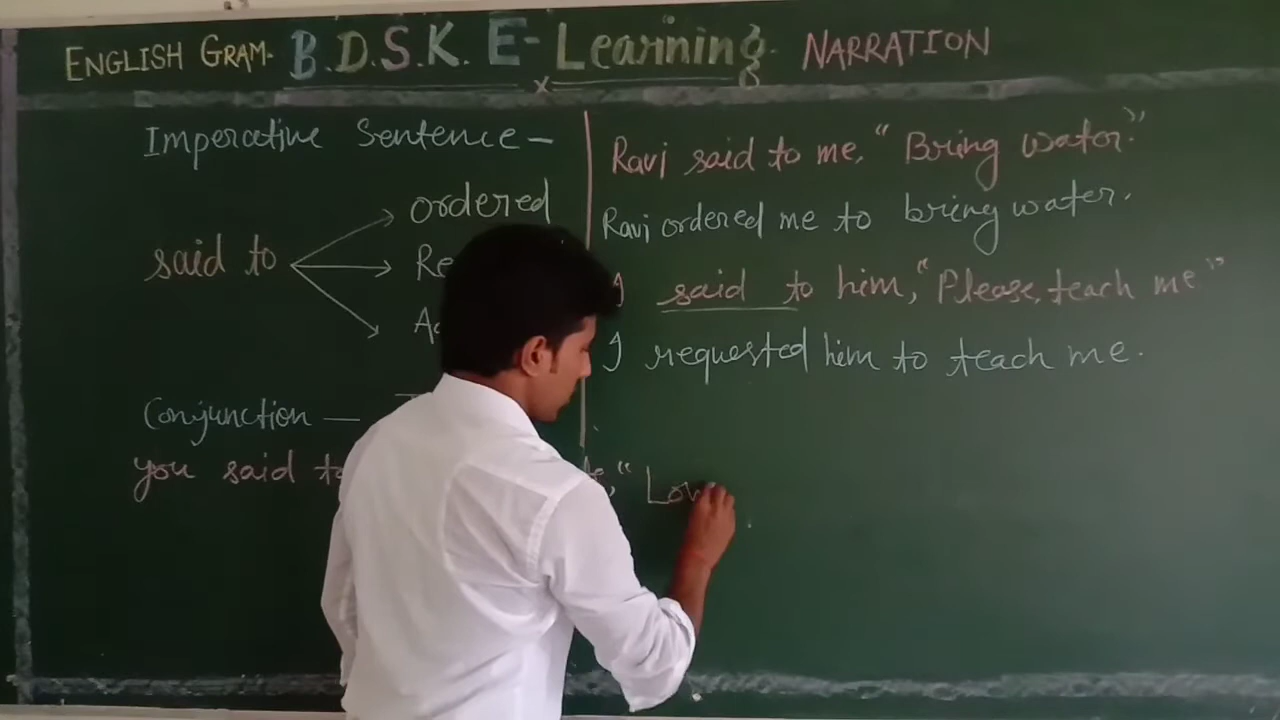 ENGLISH GRAM- B.D.S.K. E-Learning. NARRATION
Imperative Sentence –
said to
ordered
Conjunction —
you said to
" Lov
Ravi said to me, "Bring water."
Ravi ordered me to bring water.
I said to him, "Please, teach me"
I requested him to teach me.